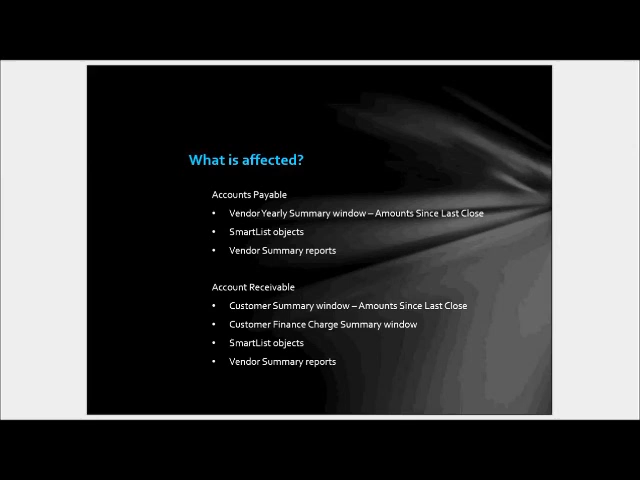 What is affected?
Accounts Payable
• Vendor Yearly Summary window – Amounts Since Last Close
• SmartList objects
• Vendor Summary reports
Account Receivable
• Customer Summary window – Amounts Since Last Close
• Customer Finance Charge Summary window
• SmartList objects
• Vendor Summary reports